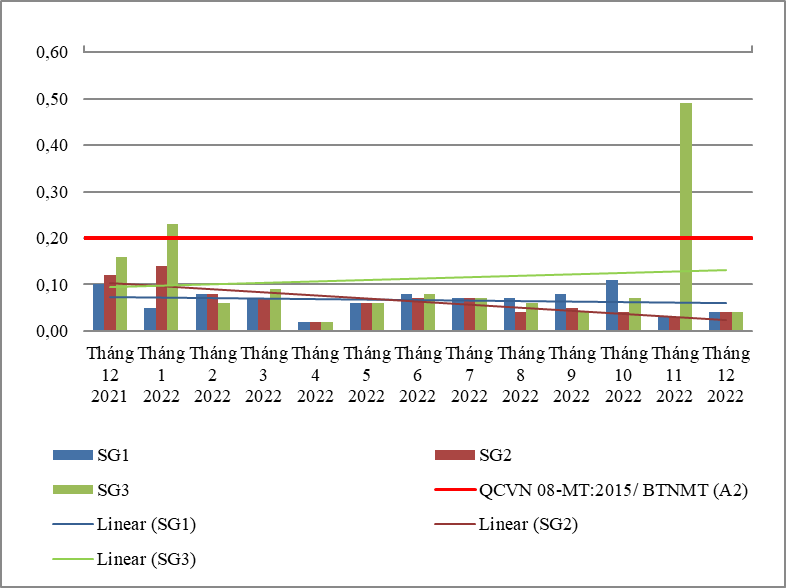 0,60
0,50
0,40
0,30
0,20
0,10
0,00
Tháng Tháng Tháng Tháng Tháng Tháng Tháng Tháng Tháng Tháng Tháng Tháng Tháng
12 1 2 3 4 5 6 7 8 9 10 11 12
2021 2022 2022 2022 2022 2022 2022 2022 2022 2022 2022 2022 2022
SG1 SG2
SG3 QCVN 08-MT:2015/ BTNMT (A2)
Linear (SG1) Linear (SG2)
Linear (SG3)